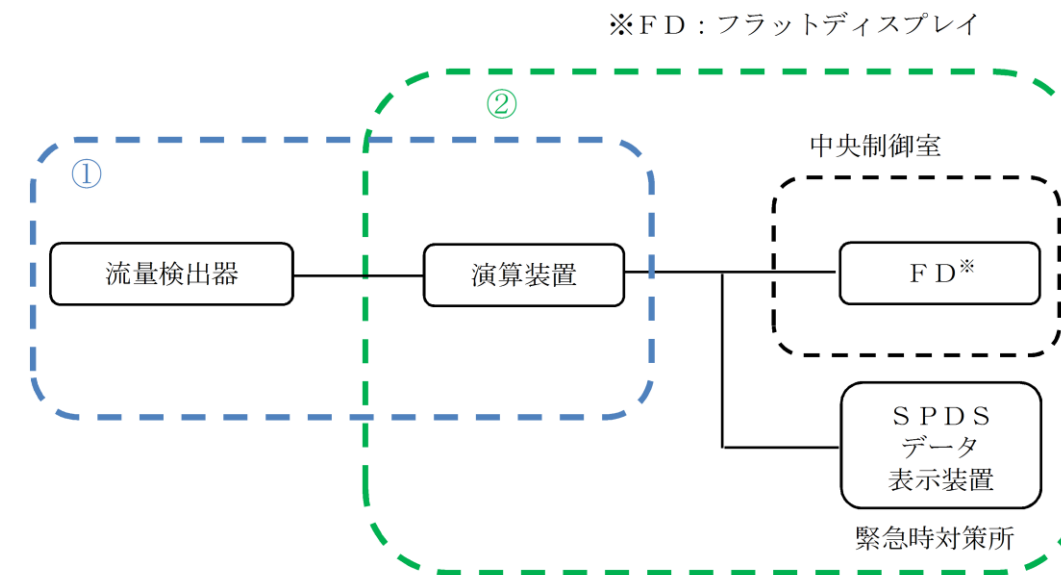 ※ＦＤ：フラットディスプレイ
②
中央制御室
①
流量検出器
演算装置
ＦＤ※
ＳＰＤＳ
データ
表示装置
緊急時対策所